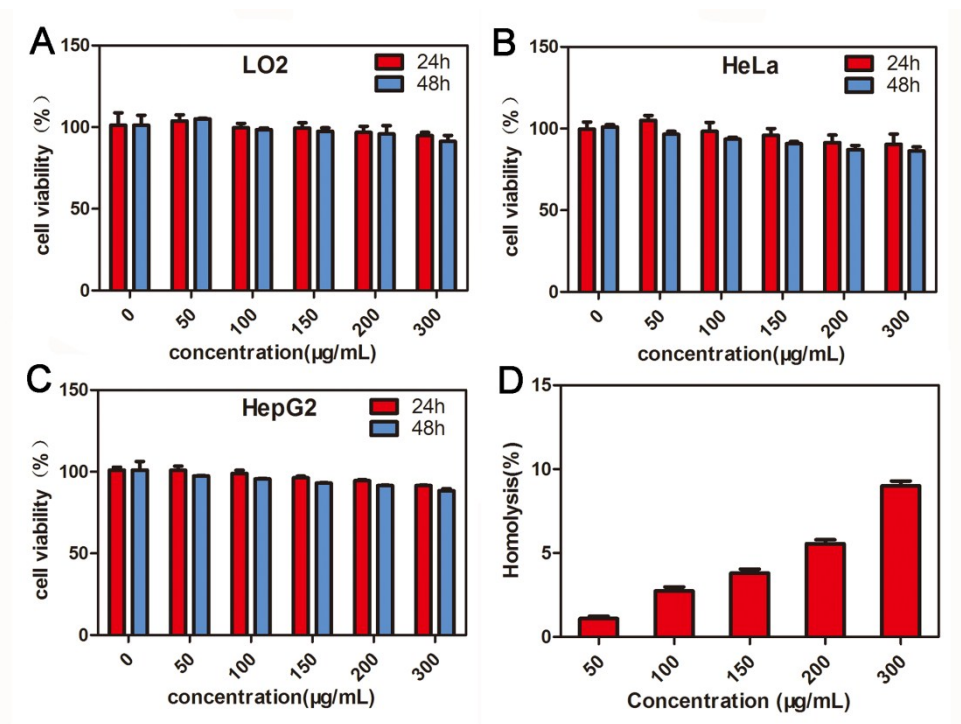 A
150
100
50
0
cell viability (%)
LO2
24h
48h
0 50 100 150 200 300
concentration(µg/mL)
B
150
100
50
0
cell viability (%)
HeLa
24h
48h
0 50 100 150 200 300
concentration(µg/mL)
C
150
100
50
0
cell viability (%)
HepG2
24h
48h
0 50 100 150 200 300
concentration(µg/mL)
D
15
10
5
0
Homolysis(%)
50 100 150 200 300
Concentration (µg/mL)